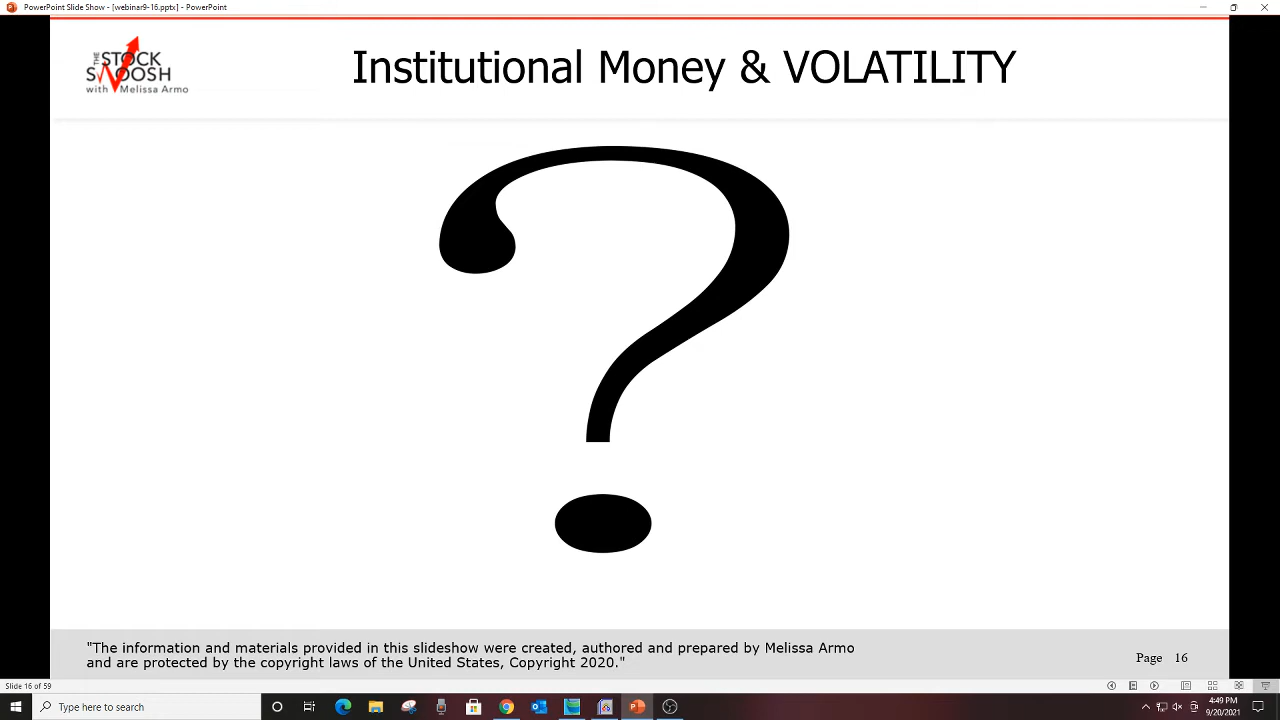 PowerPoint Slide Show - [webinar9-16.pptx] - PowerPoint
THE STOCK
SWOOSH
with Melissa Armo
Institutional Money & VOLATILITY
?
"The information and materials provided in this slideshow were created, authored and prepared by Melissa Armo
and are protected by the copyright laws of the United States, Copyright 2020."
Page 16
Slide 16 of 59
Type here to search
4:49 PM
9/20/2021